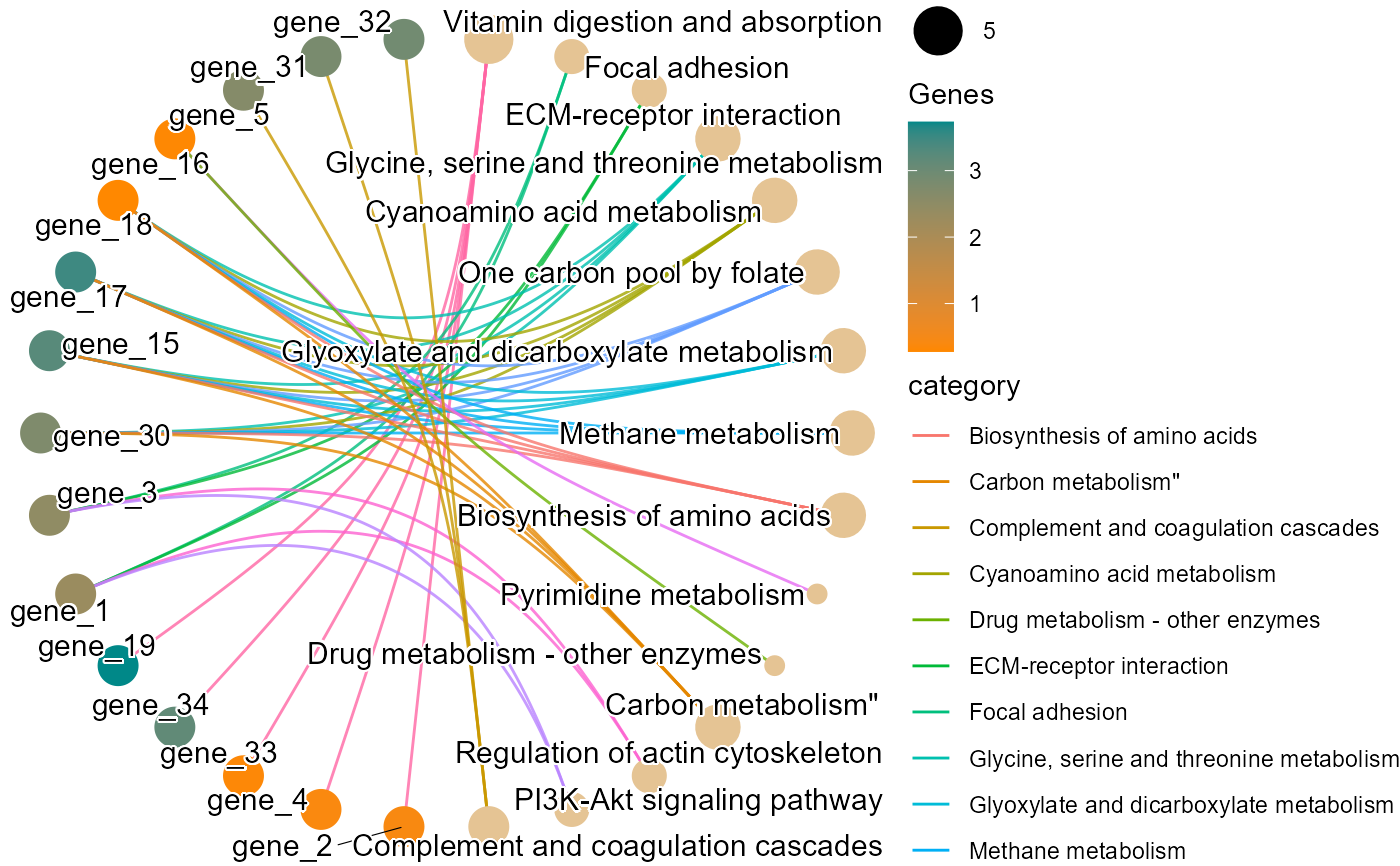 gene_32
Vitamin digestion and absorption
gene_31
Focal adhesion
gene_5
ECM-receptor interaction
gene_16
Glycine, serine and threonine metabolism
gene_18
Cyanoamino acid metabolism
gene_17
One carbon pool by folate
gene_15
Glyoxylate and dicarboxylate metabolism
gene_30
Methane metabolism
gene_3
Biosynthesis of amino acids
gene_1
Pyrimidine metabolism
gene_19
Drug metabolism - other enzymes
gene_34
Carbon metabolism"
gene_33
Regulation of actin cytoskeleton
gene_4
PI3K-Akt signaling pathway
gene_2
Complement and coagulation cascades
5
Genes
3
2
1
category
Biosynthesis of amino acids
Carbon metabolism"
Complement and coagulation cascades
Cyanoamino acid metabolism
Drug metabolism - other enzymes
ECM-receptor interaction
Focal adhesion
Glycine, serine and threonine metabolism
Glyoxylate and dicarboxylate metabolism
Methane metabolism